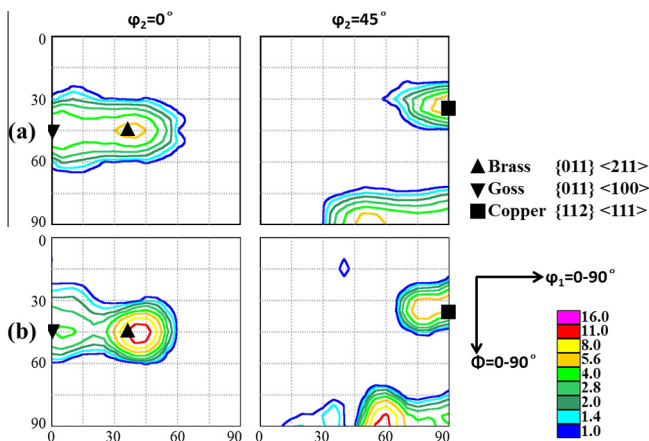 φ₂=0° φ₂=45°
0
30
(a)
60
90
▲ Brass {011} <211>
▼ Goss {011} <100>
■ Copper {112} <111>
0
30
(b)
60
90
0 30 60 90 0 30 60 90
φ₁=0-90°
Φ=0-90°
16.0
11.0
8.0
5.6
4.0
2.8
2.0
1.4
1.0